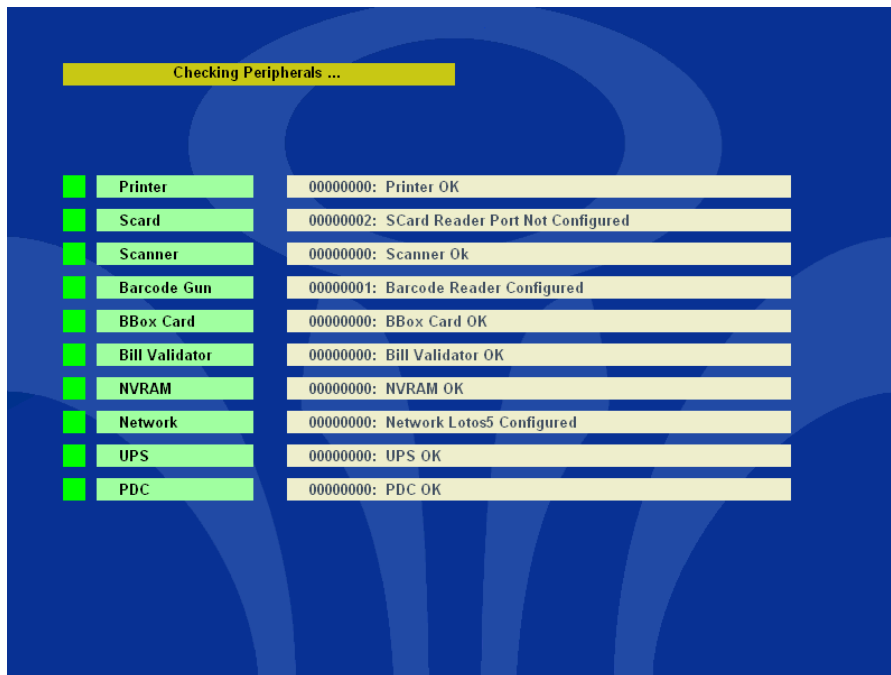 Checking Peripherals ...
Printer 00000000: Printer OK
Scard 00000002: SCard Reader Port Not Configured
Scanner 00000000: Scanner Ok
Barcode Gun 00000001: Barcode Reader Configured
BBox Card 00000000: BBox Card OK
Bill Validator 00000000: Bill Validator OK
NVRAM 00000000: NVRAM OK
Network 00000000: Network Lotos5 Configured
UPS 00000000: UPS OK
PDC 00000000: PDC OK